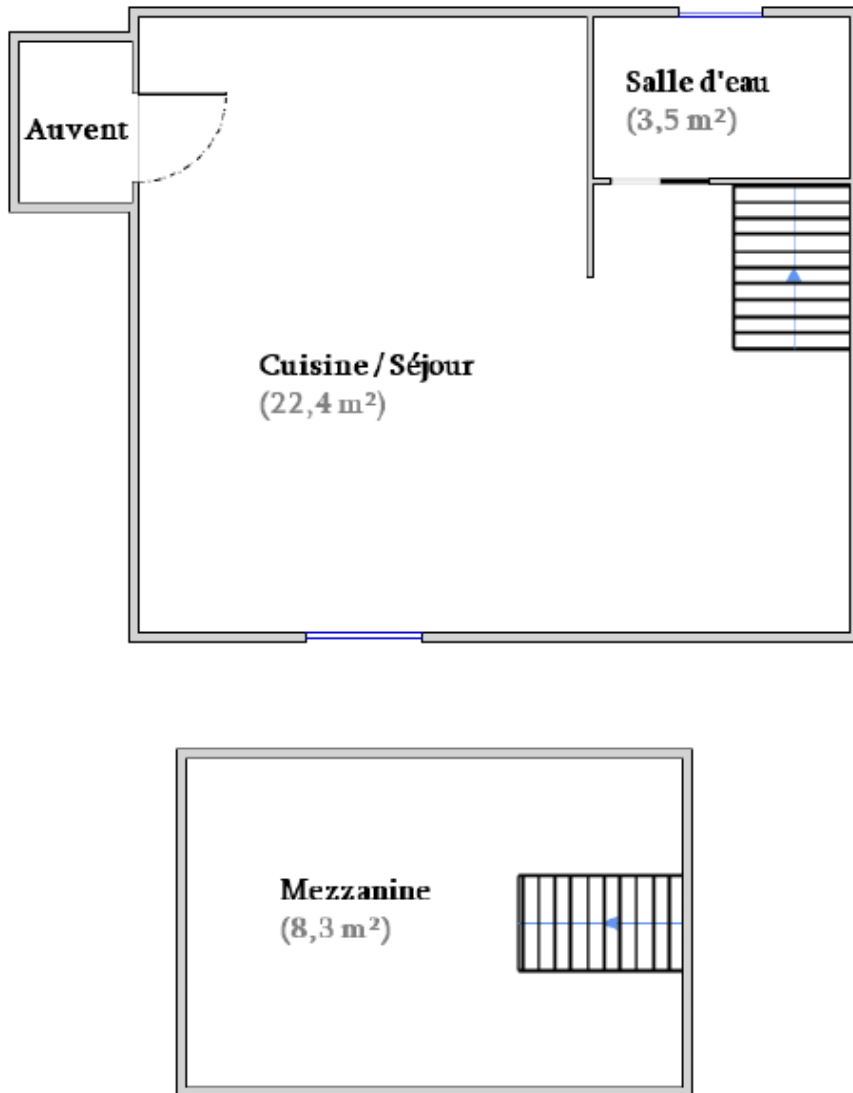 Salle d'eau
(3,5 m²)
Auvent
Cuisine / Séjour
(22,4 m²)
Mezzanine
(8,3 m²)